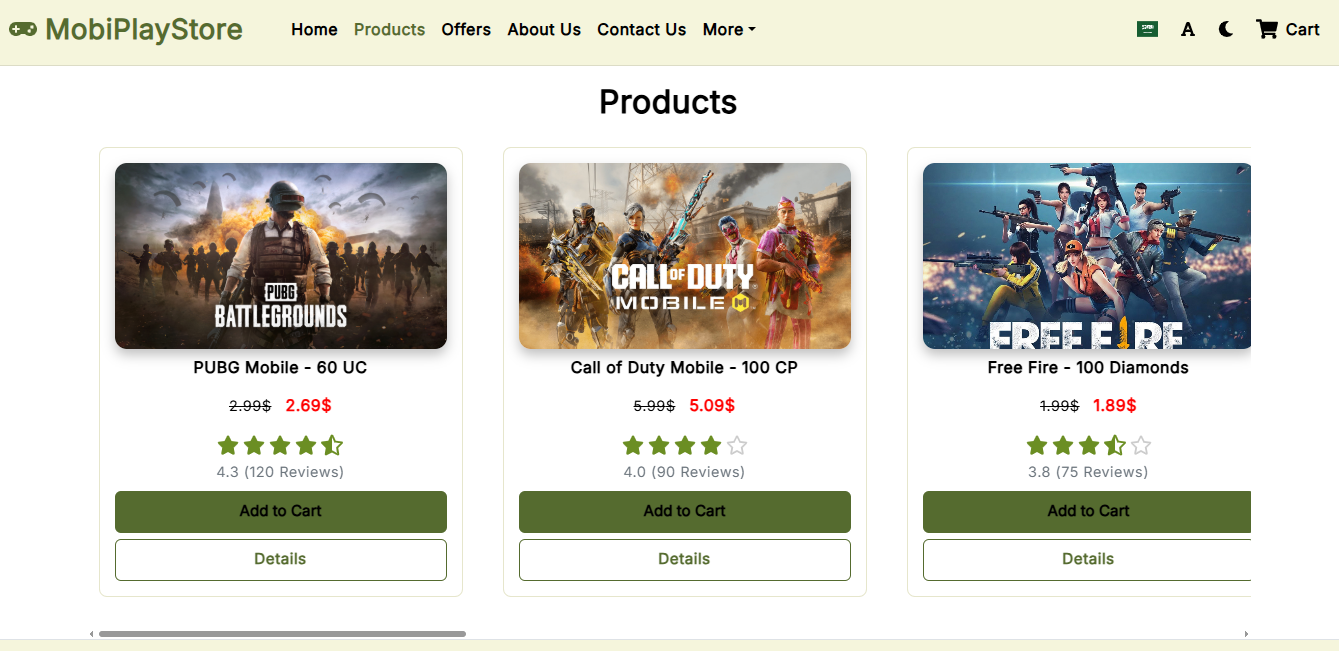 MobiPlayStore Home Products Offers About Us Contact Us More A Cart
Products
PUBG
BATTLEGROUNDS
CALL OF DUTY
MOBILE
FREE FIRE
PUBG Mobile - 60 UC
Call of Duty Mobile - 100 CP
Free Fire - 100 Diamonds
2.99$ 2.69$
5.99$ 5.09$
1.99$ 1.89$
4.3 (120 Reviews)
4.0 (90 Reviews)
3.8 (75 Reviews)
Add to Cart
Add to Cart
Add to Cart
Details
Details
Details